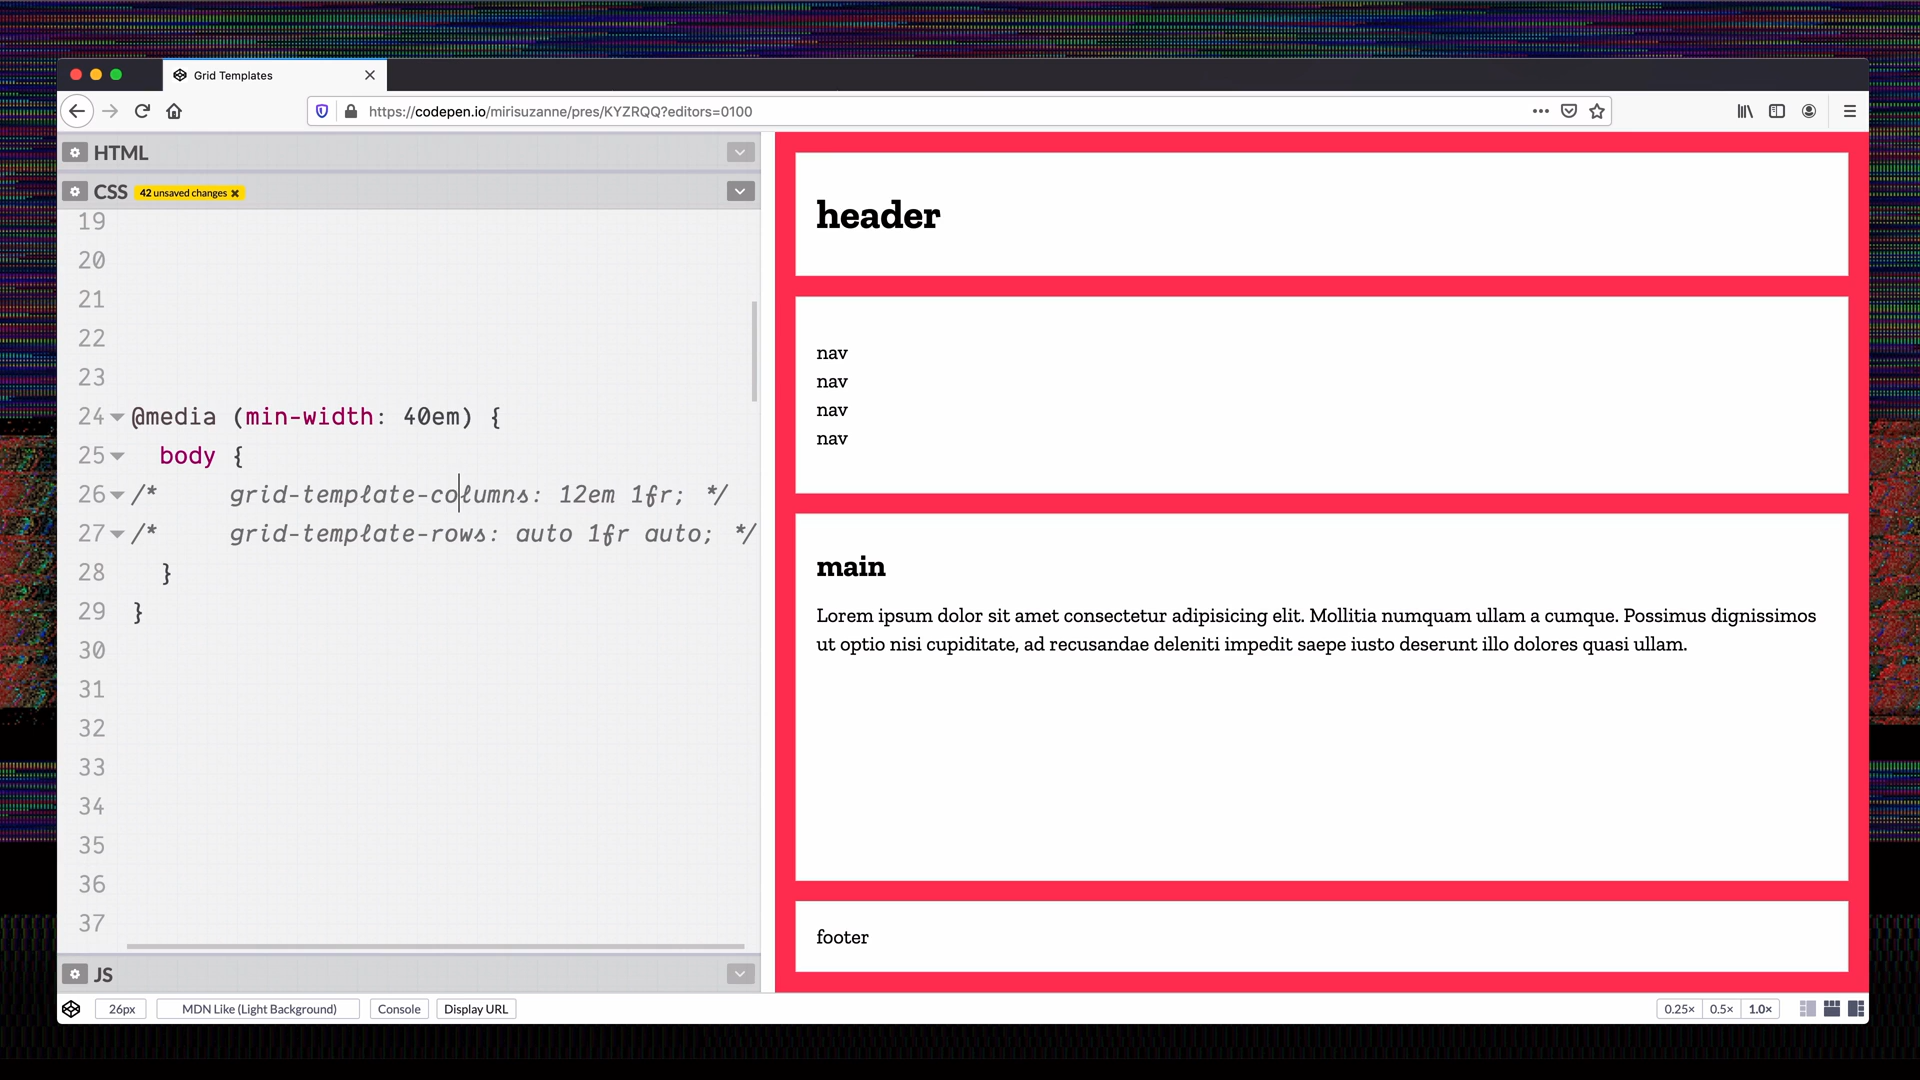 Grid Templates
https://codepen.io/mirisuzanne/pres/KYZRQQ?editors=0100
HTML
CSS 42 unsaved changes
19
20
21
22
23
24 @media (min-width: 40em) {
25 body {
26 /* grid-template-columns: 12em 1fr; */
27 /* grid-template-rows: auto 1fr auto; */
28 }
29 }
30
31
32
33
34
35
36
37
JS
header
nav
nav
nav
nav
main
Lorem ipsum dolor sit amet consectetur adipisicing elit. Mollitia numquam ullam a cumque. Possimus dignissimos
ut optio nisi cupiditate, ad recusandae deleniti impedit saepe iusto deserunt illo dolores quasi ullam.
footer
26px MDN Like (Light Background) Console Display URL 0.25× 0.5× 1.0×